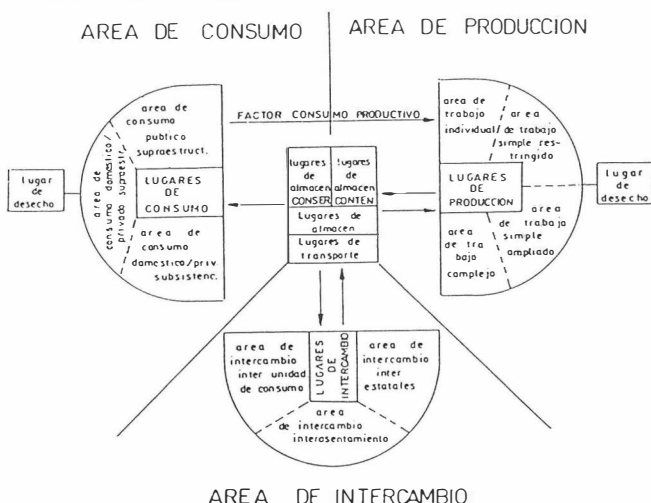 AREA DE CONSUMO
AREA DE PRODUCCION
area de
consumo
publico
supraestruct.
area de
consumo domestico/
privado supraestr.
LUGARES
DE
CONSUMO
area de
consumo
domestico/priv.
subsistenc.
lugar
de
desecho
FACTOR CONSUMO PRODUCTIVO
lugares
de
almacen
CONSER
lugares
de
almacen
CONTEN
Lugares de
almacen
Lugares de
transporte
area de
trabajo
individual/
area
de trabajo
simple res-
tringido
LUGARES
DE
PRODUCCION
area
de tra
bajo
complejo
area
de trabajo
simple
ampliado
lugar
de
desecho
area de
intercambio
inter unidad
de consumo
LUGARES
DE
INTERCAMBIO
area de
intercambio
inter
estatales
area
de intercambio
interasentamiento
AREA DE INTERCAMBIO